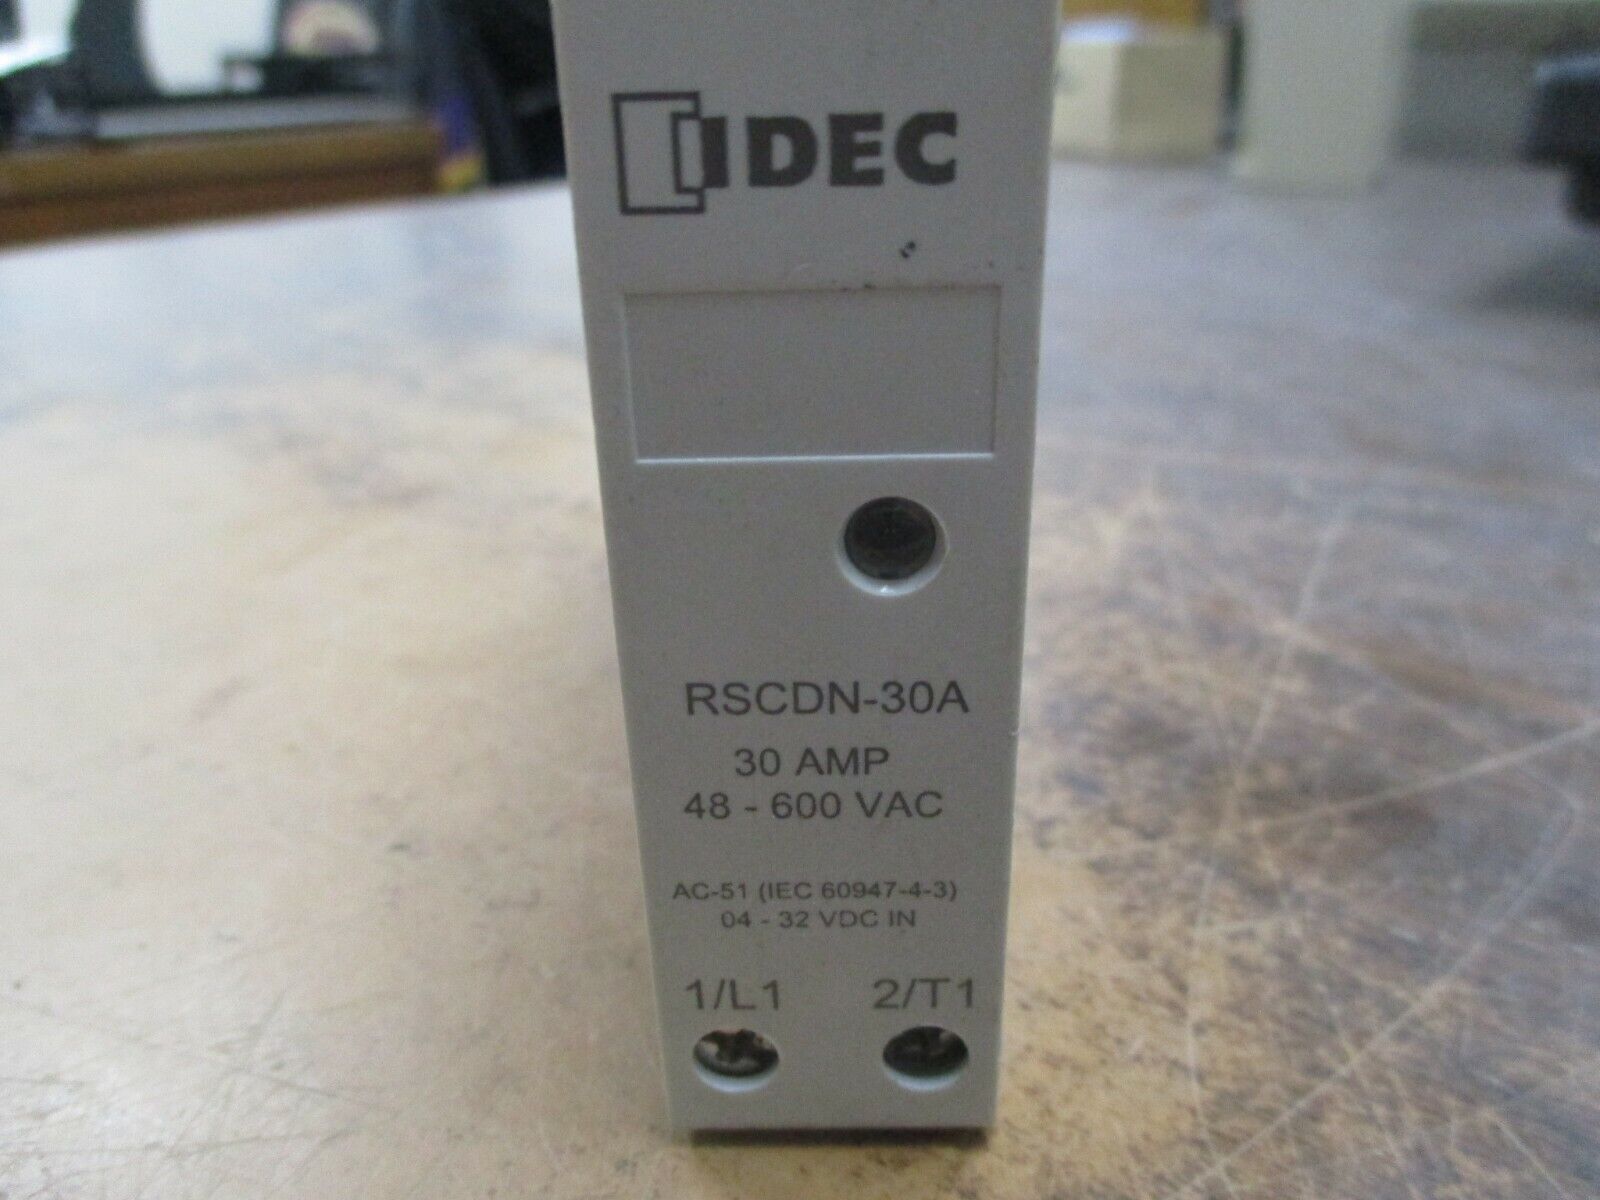 IDEC
RSCDN-30A
30 AMP
48 - 600 VAC
AC-51 (IEC 60947-4-3)
04 - 32 VDC IN
1/L1 2/T1